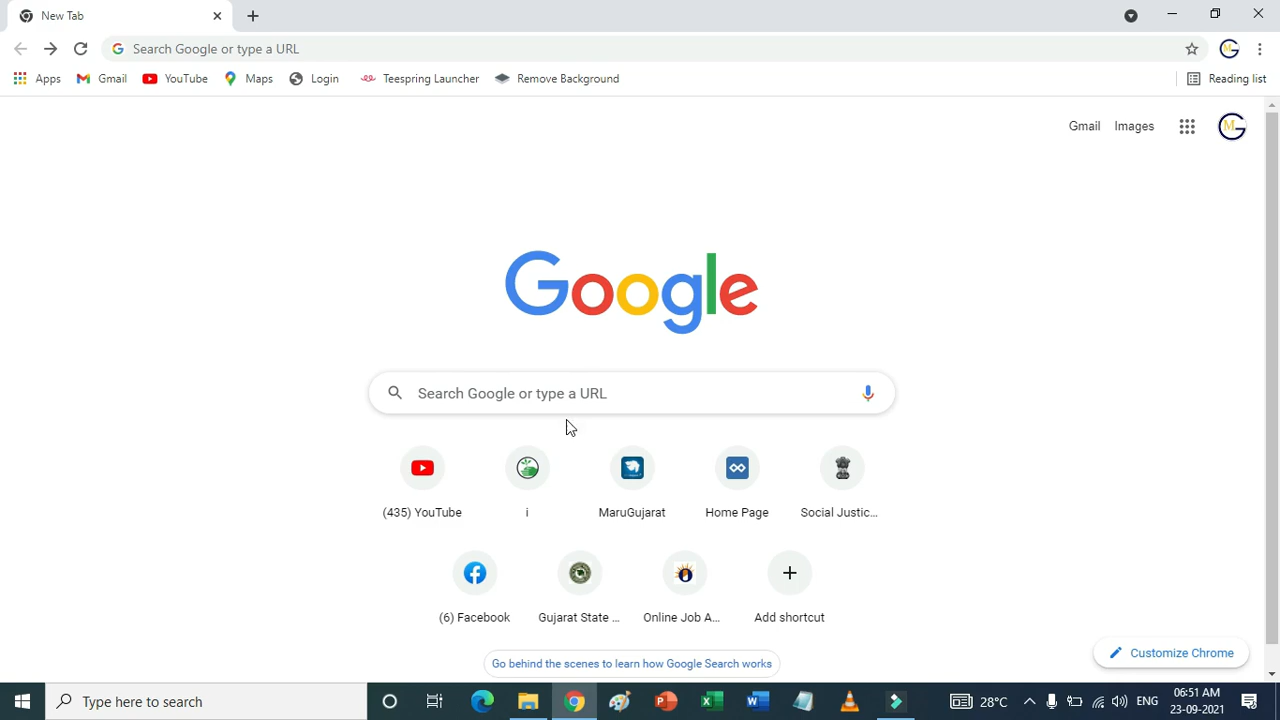 New Tab
Search Google or type a URL
Apps Gmail YouTube Maps Login Teespring Launcher Remove Background Reading list
Gmail Images
Google
Search Google or type a URL
(435) YouTube i MaruGujarat Home Page Social Justic...
(6) Facebook Gujarat State ... Online Job A... Add shortcut
Go behind the scenes to learn how Google Search works
Customize Chrome
Type here to search
28°C ENG 06:51 AM
23-09-2021